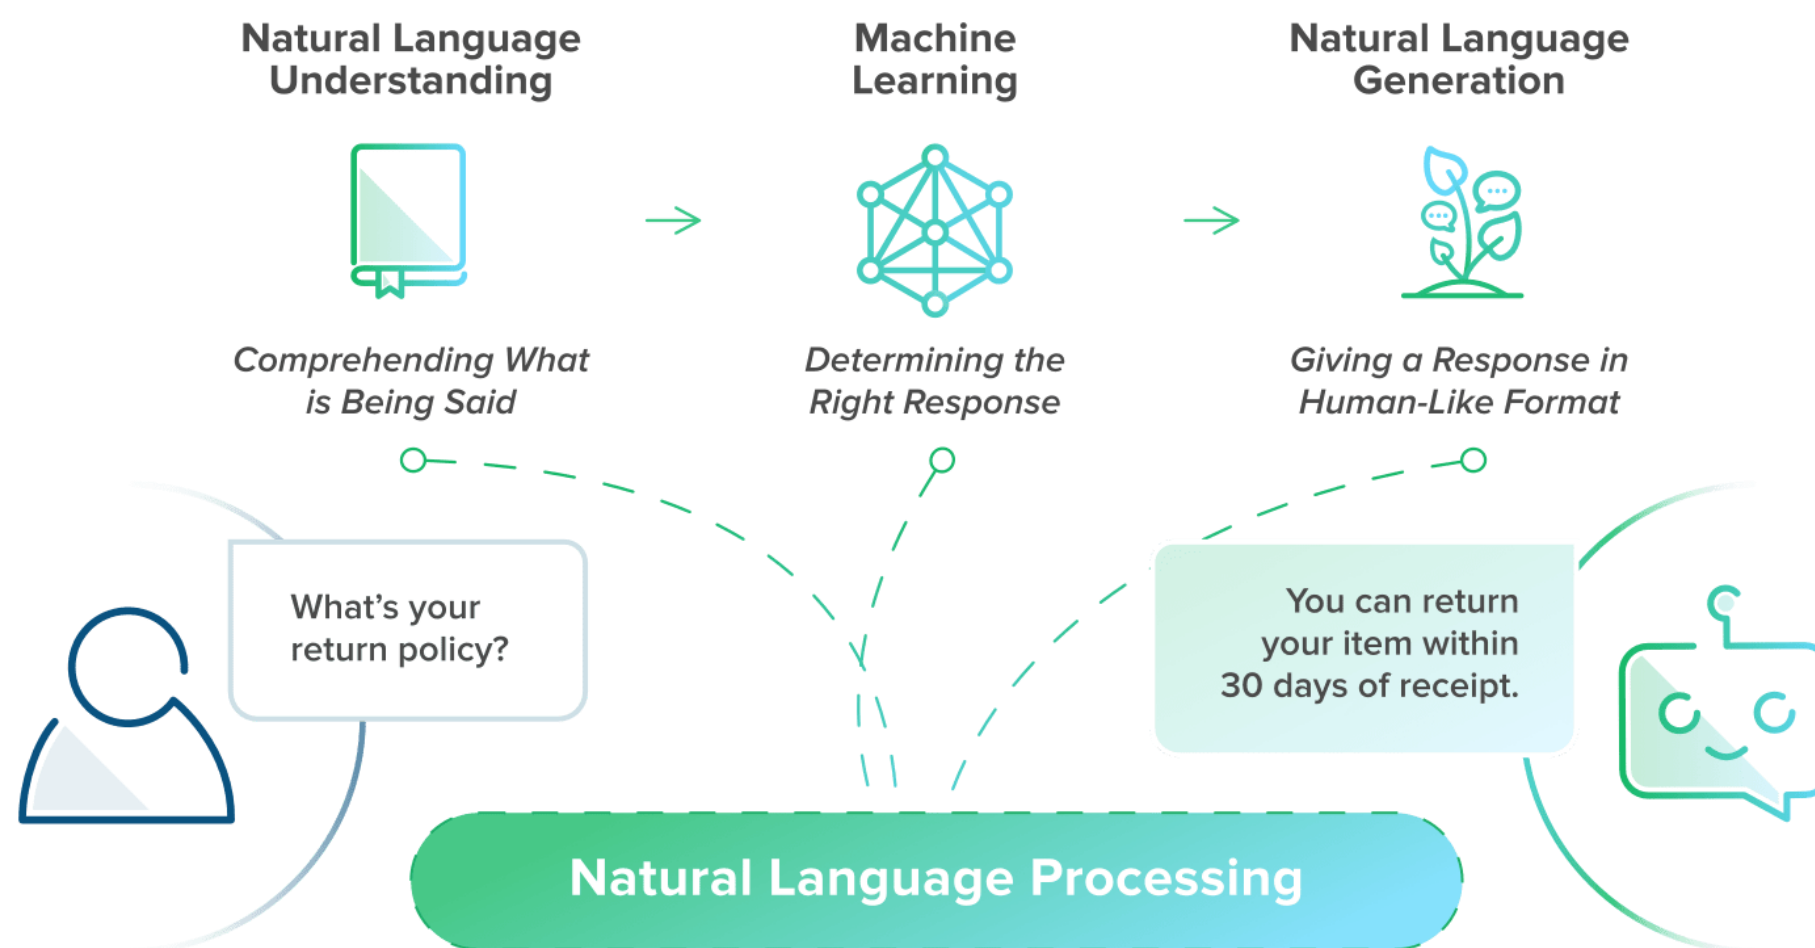 Natural Language
Understanding
Machine
Learning
Natural Language
Generation
Comprehending What
is Being Said
Determining the
Right Response
Giving a Response in
Human-Like Format
What’s your
return policy?
You can return
your item within
30 days of receipt.
Natural Language Processing